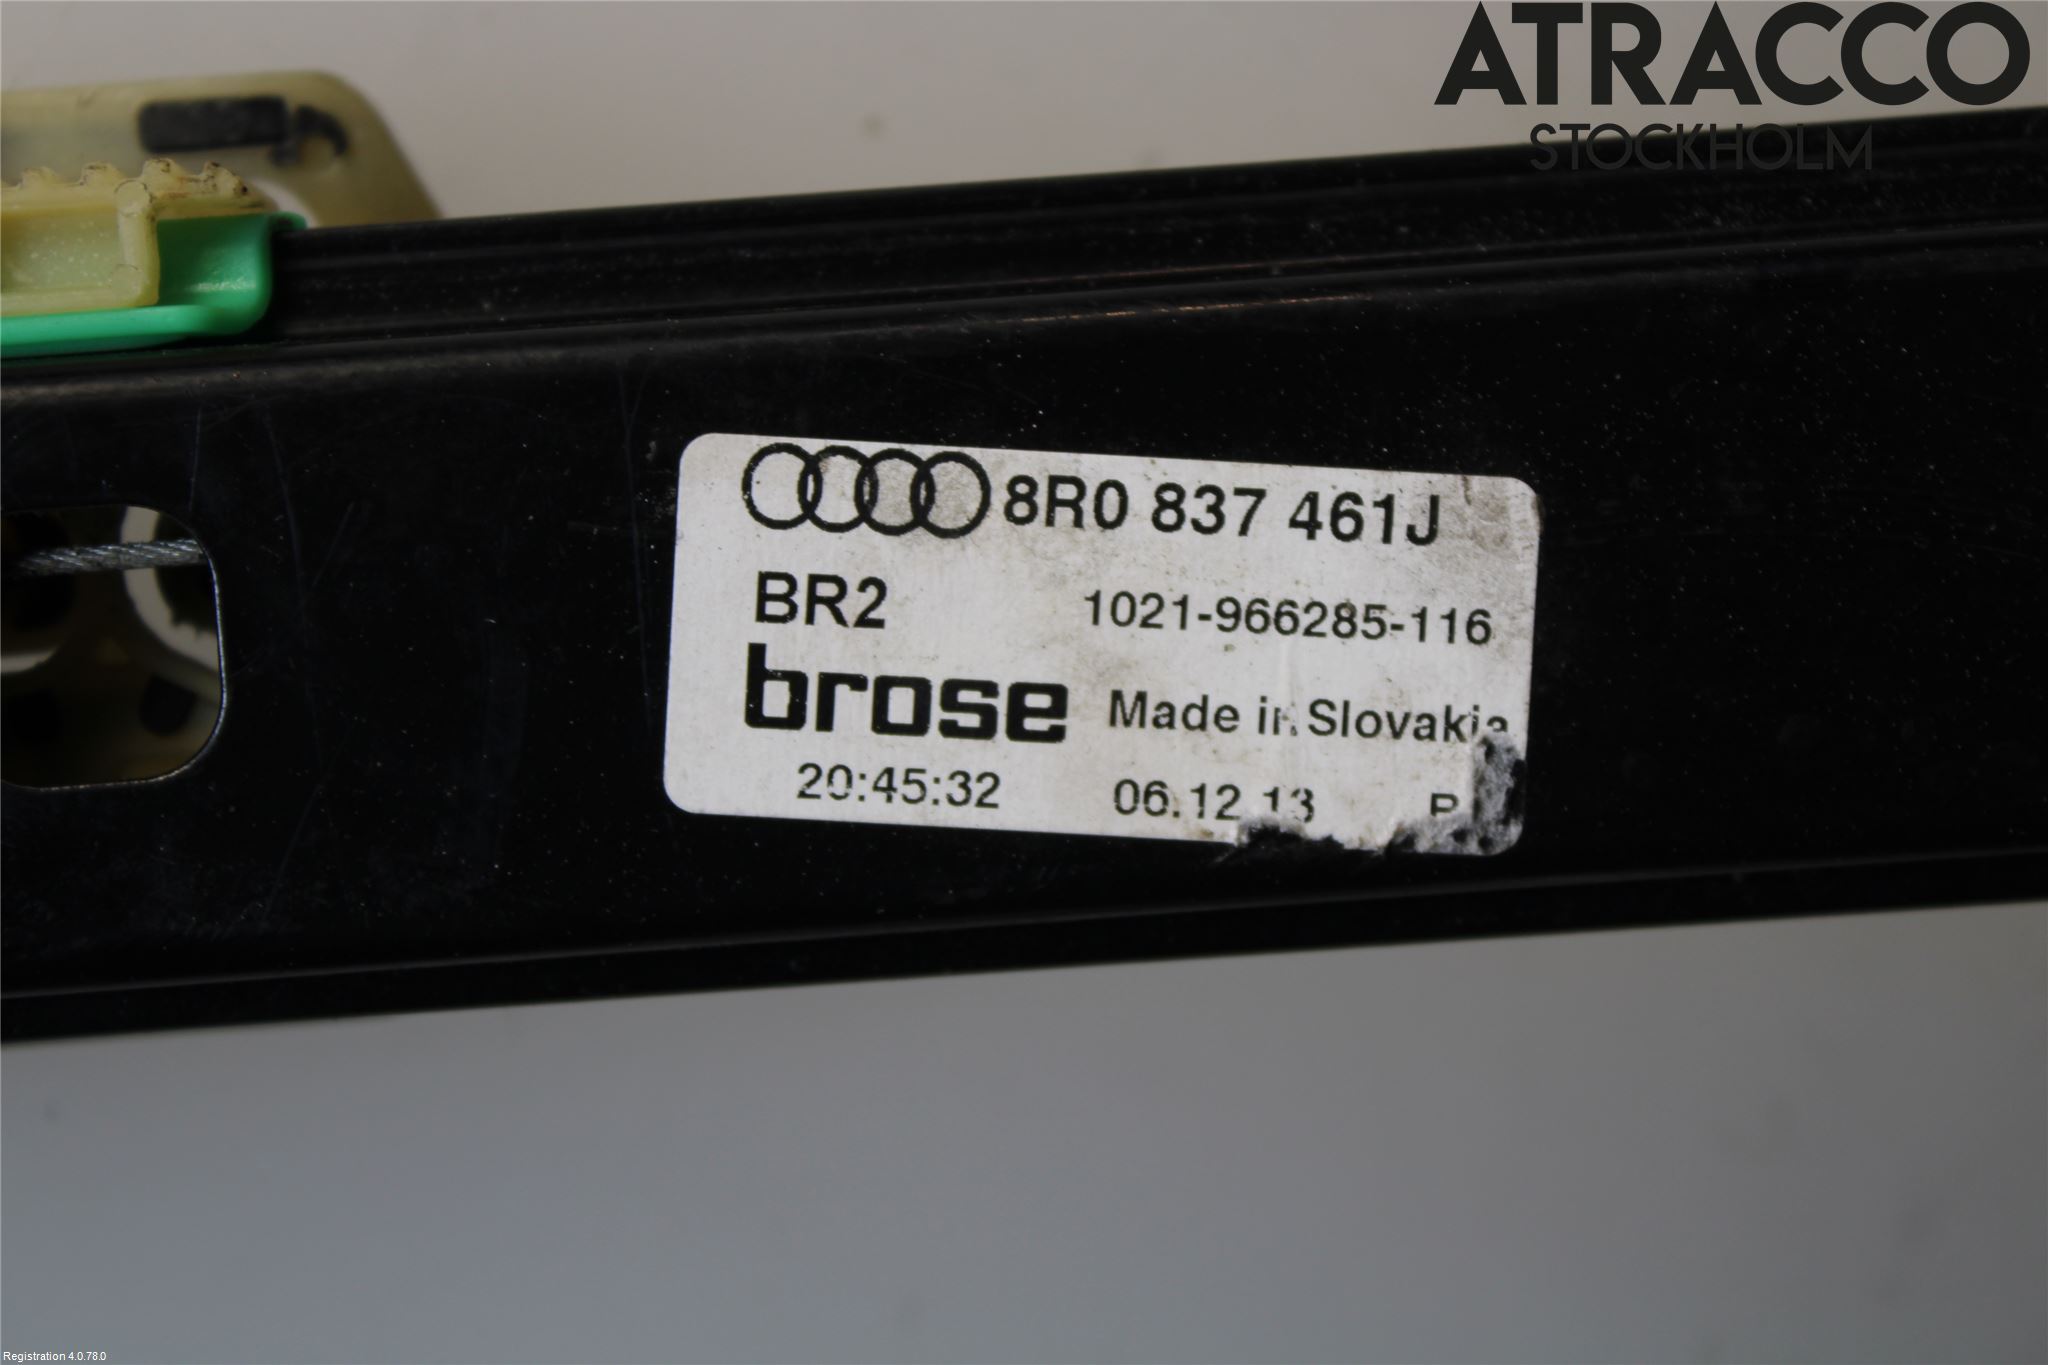 ATRACCO
STOCKHOLM
8R0 837 461J
BR2 1021-966285-116
brose Made in Slovakia
20:45:32 06.12.13
Registration 4.0.78.0